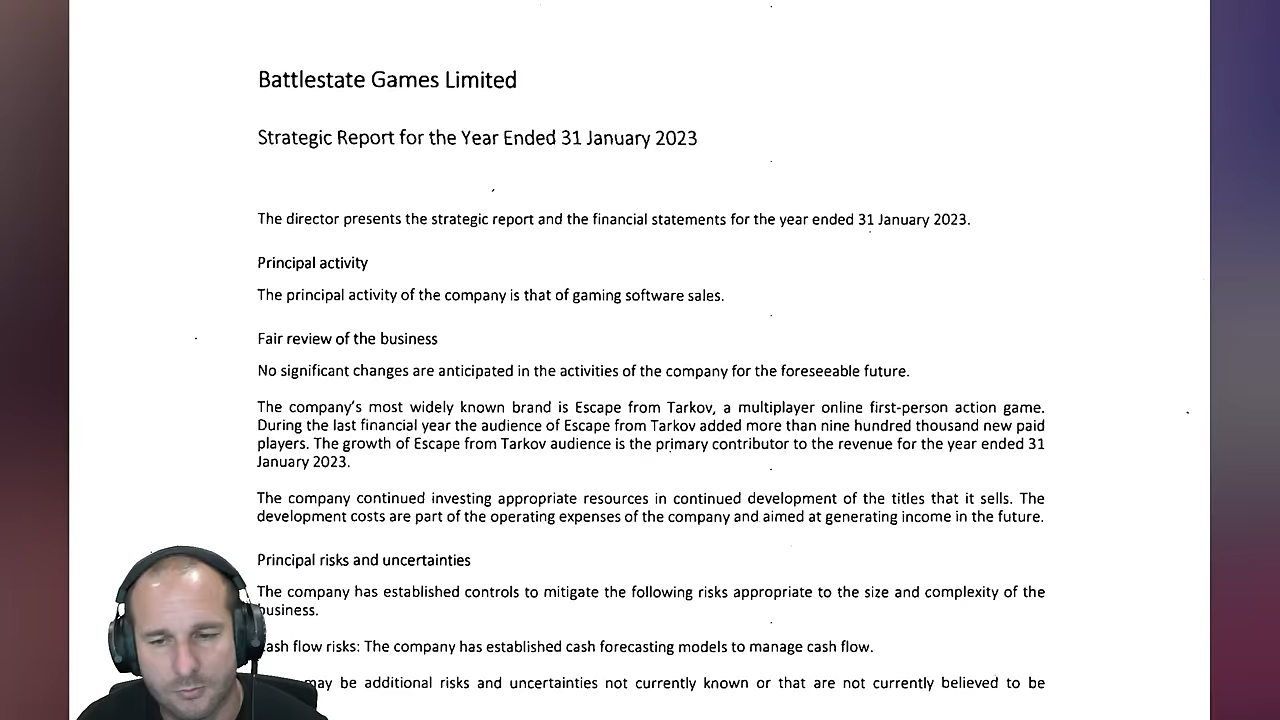 Battlestate Games Limited
Strategic Report for the Year Ended 31 January 2023
The director presents the strategic report and the financial statements for the year ended 31 January 2023.
Principal activity
The principal activity of the company is that of gaming software sales.
Fair review of the business
No significant changes are anticipated in the activities of the company for the foreseeable future.
The company's most widely known brand is Escape from Tarkov, a multiplayer online first-person action game.
During the last financial year the audience of Escape from Tarkov added more than nine hundred thousand new paid
players. The growth of Escape from Tarkov audience is the primary contributor to the revenue for the year ended 31
January 2023.
The company continued investing appropriate resources in continued development of the titles that it sells. The
development costs are part of the operating expenses of the company and aimed at generating income in the future.
Principal risks and uncertainties
The company has established controls to mitigate the following risks appropriate to the size and complexity of the
business.
flow risks: The company has established cash forecasting models to manage cash flow.
may be additional risks and uncertainties not currently known or that are not currently believed to be